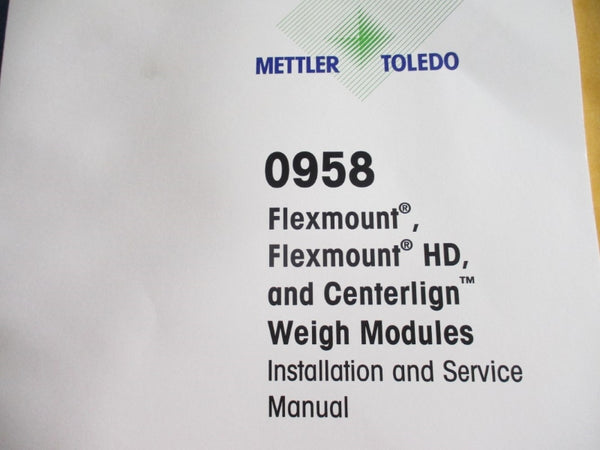 METTLER TOLEDO
0958
Flexmount®,
Flexmount® HD,
and Centerlign™
Weigh Modules
Installation and Service
Manual